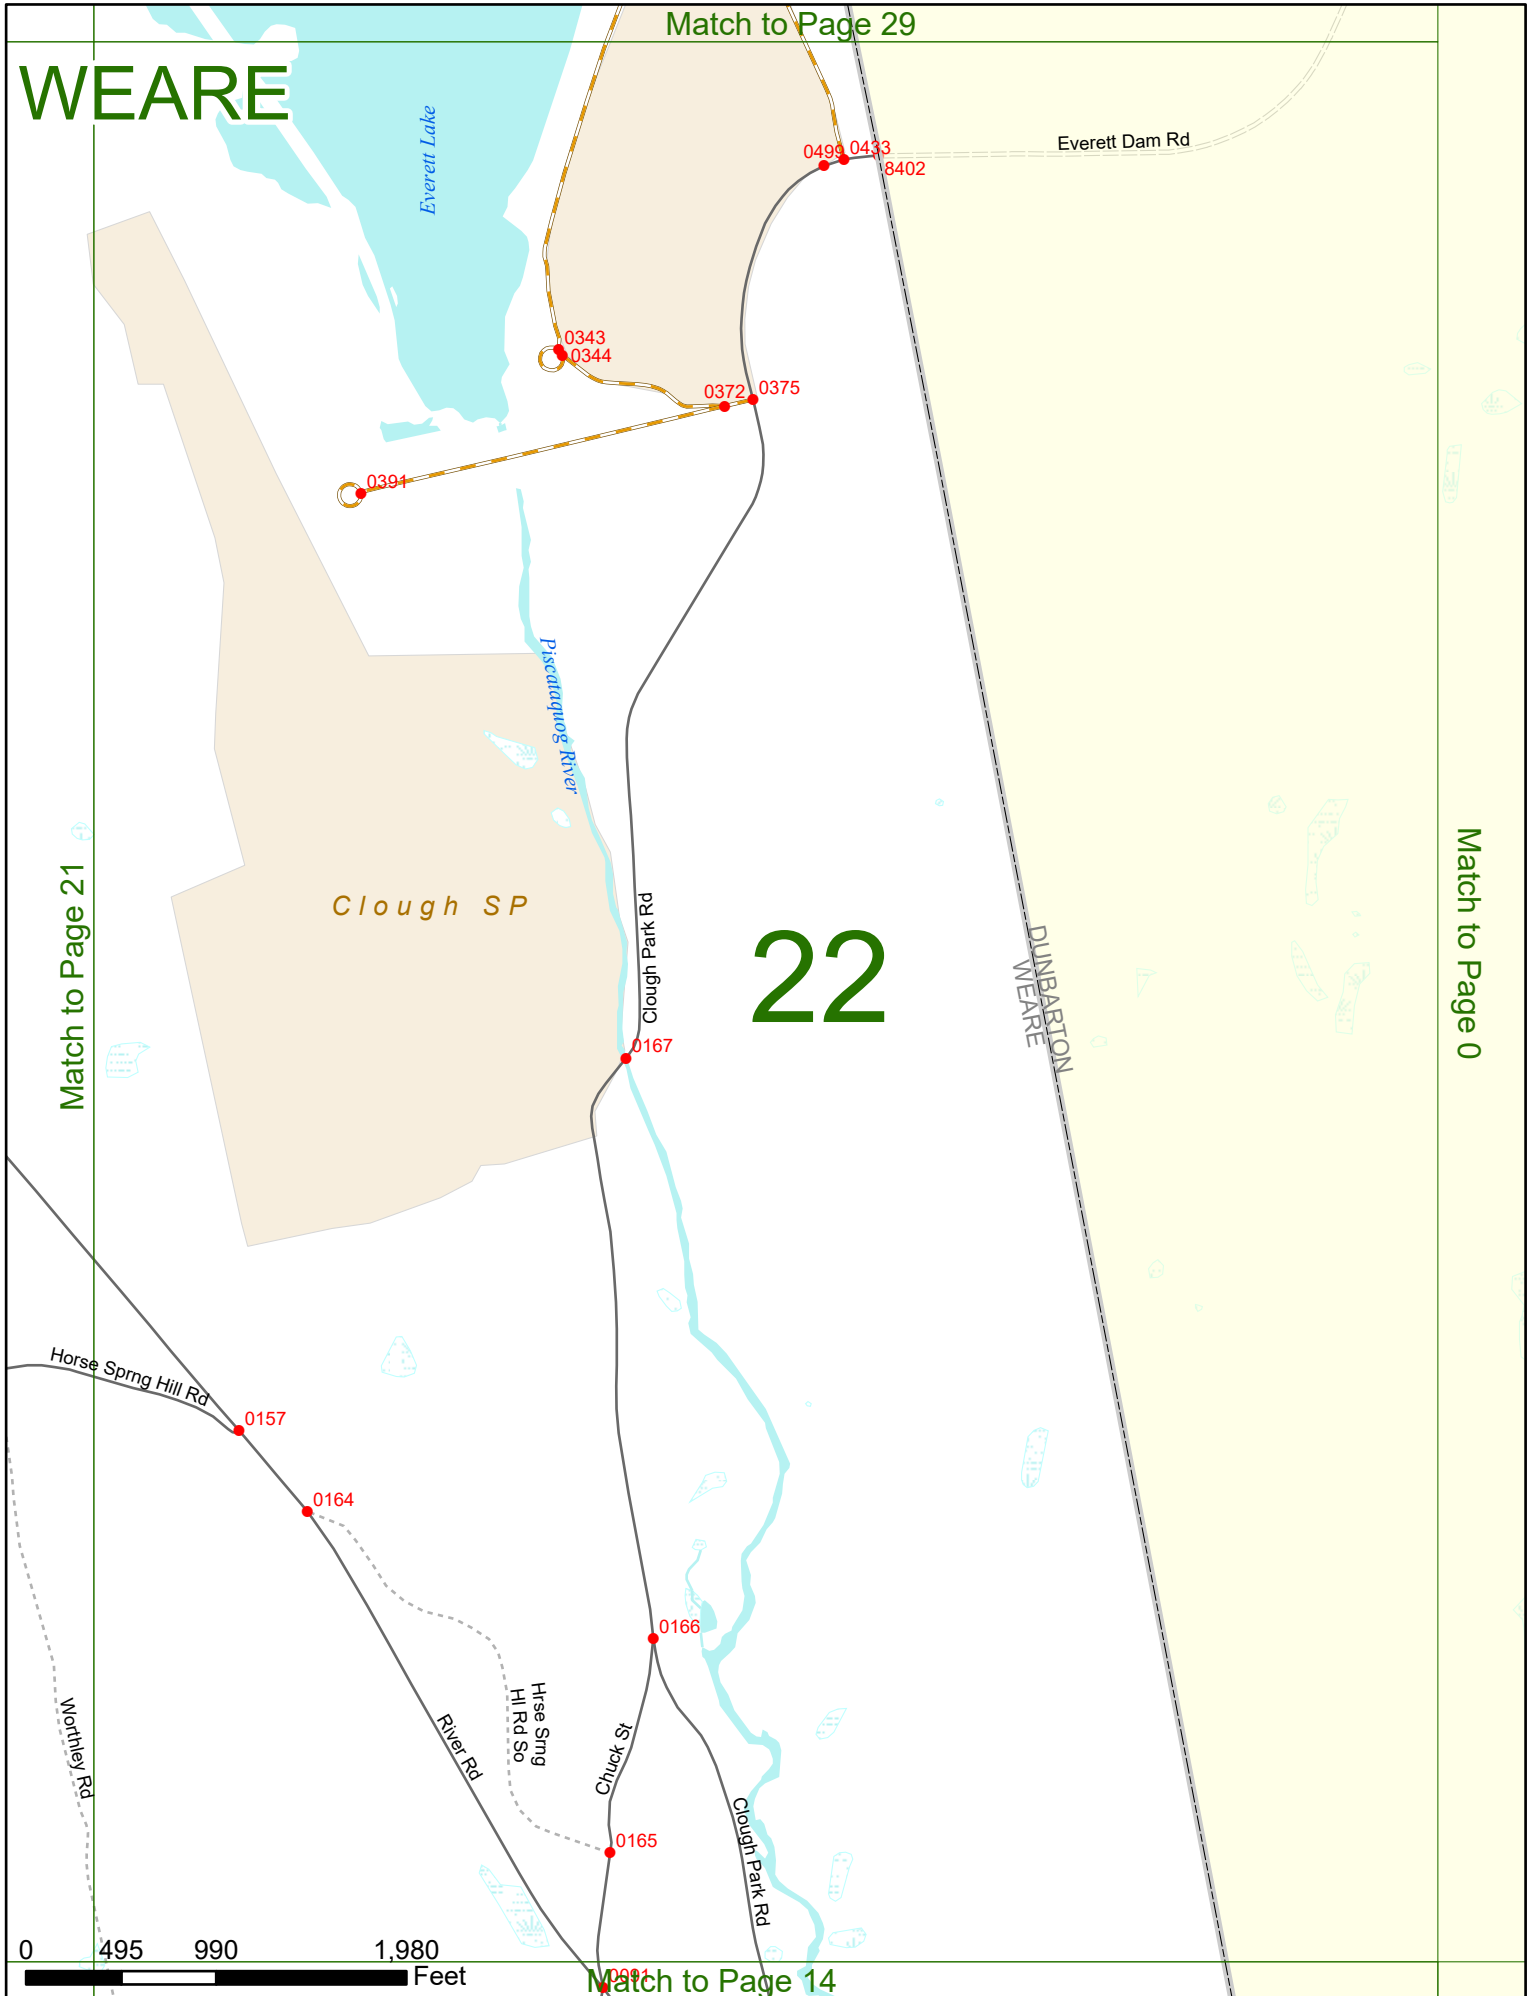 Match to Page 29
WEARE
Everett Lake
Everett Dam Rd
0499
0433
8402
0343
0344
0372
0375
0391
Piscataquog River
Match to Page 21
Clough SP
Clough Park Rd
22
DUNBARTON
WEARE
Match to Page 0
0167
Horse Sprng Hill Rd
0157
0164
0166
Worthley Rd
River Rd
Hrse Srng
Hl Rd So
Chuck St
Clough Park Rd
0165
0 495 990 1,980
Feet
0091
Match to Page 14